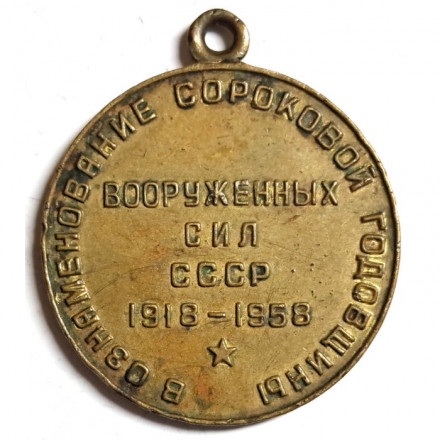 В ОЗНАМЕНОВАНИЕ СОРОКОВОЙ ГОДОВЩИНЫ
ВООРУЖЕННЫХ
СИЛ
СССР
1918-1958